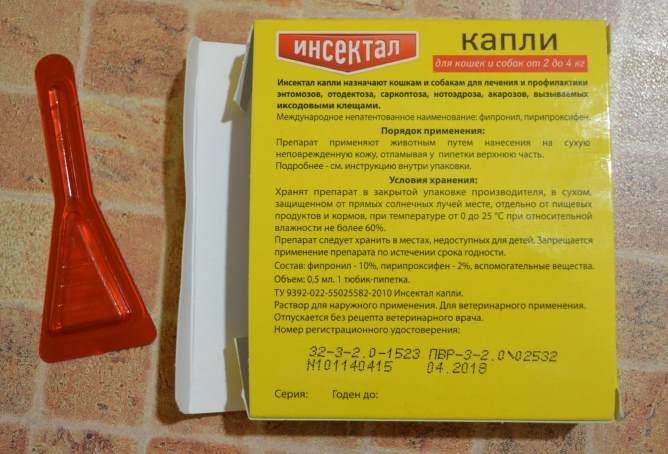 ИНСЕКТАЛ
КАПЛИ
для кошек и собак от 2 до 4 кг
Инсектал капли назначают кошкам и собакам для лечения и профилактики
энтомозов, отодектоза, саркоптоза, нотоэдроза, акарозов, вызываемых
иксодовыми клещами.
Международное непатентованное наименование: фипронил, пирипроксифен.
Порядок применения:
Препарат применяют животным путем нанесения на сухую
неповрежденную кожу, отламывая у пипетки верхнюю часть.
Подробнее - см. инструкцию внутри упаковки.
Условия хранения:
Хранят препарат в закрытой упаковке производителя, в сухом,
защищенном от прямых солнечных лучей месте, отдельно от пищевых
продуктов и кормов, при температуре от 0 до 25 °С при относительной
влажности не более 60%.
Препарат следует хранить в местах, недоступных для детей. Запрещается
применение препарата по истечении срока годности.
Состав: фипронил - 10%, пирипроксифен - 2%, вспомогательные вещества.
Объем: 0,5 мл. 1 тюбик-пипетка.
ТУ 9392-022-55025582-2010 Инсектал капли.
Раствор для наружного применения. Для ветеринарного применения.
Отпускается без рецепта ветеринарного врача.
Номер регистрационного удостоверения:
32-3-2.0-1523 ПВР-3-2.0\02532
N101140415 04.2018
Серия: Годен до: